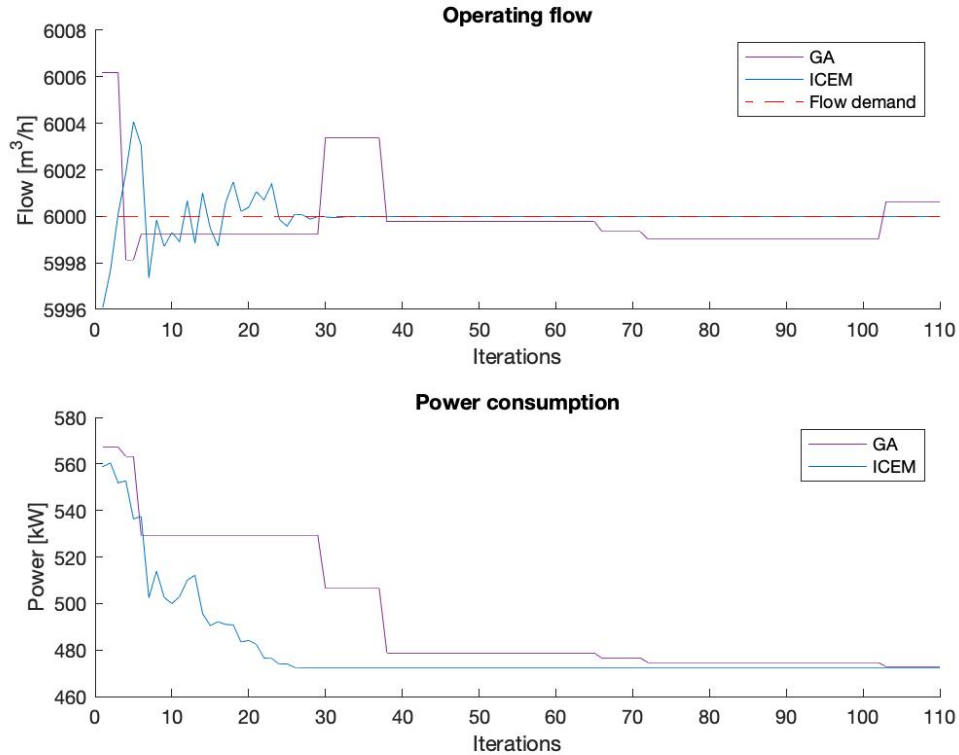 Operating flow
6008
6006
6004
6002
6000
5998
5996
Flow [m³/h]
GA
ICEM
Flow demand
0 10 20 30 40 50 60 70 80 90 100 110
Iterations
Power consumption
580
560
540
520
500
480
460
Power [kW]
GA
ICEM
0 10 20 30 40 50 60 70 80 90 100 110
Iterations